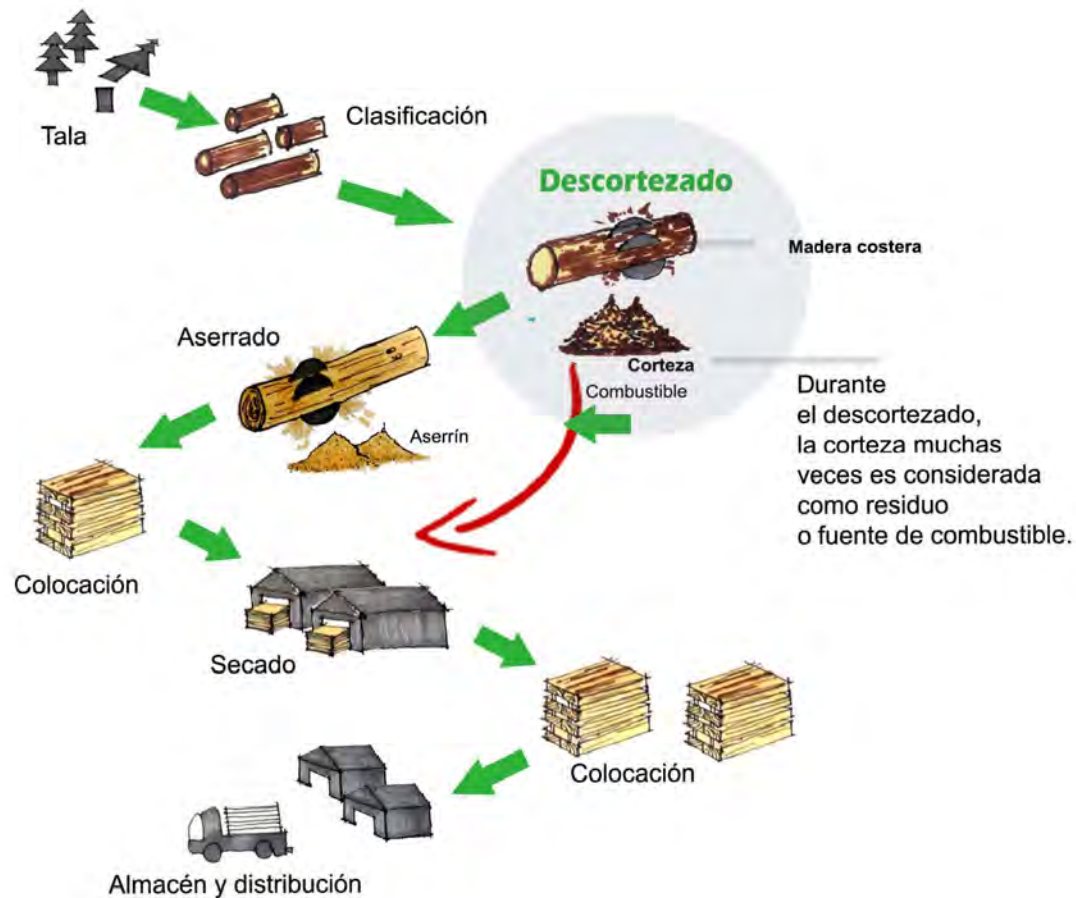 Tala
Clasificación
Descortezado
Madera costera
Corteza
Combustible
Durante
el descortezado,
la corteza muchas
veces es considerada
como residuo
o fuente de combustible.
Aserrado
Aserrín
Colocación
Secado
Colocación
Almacén y distribución